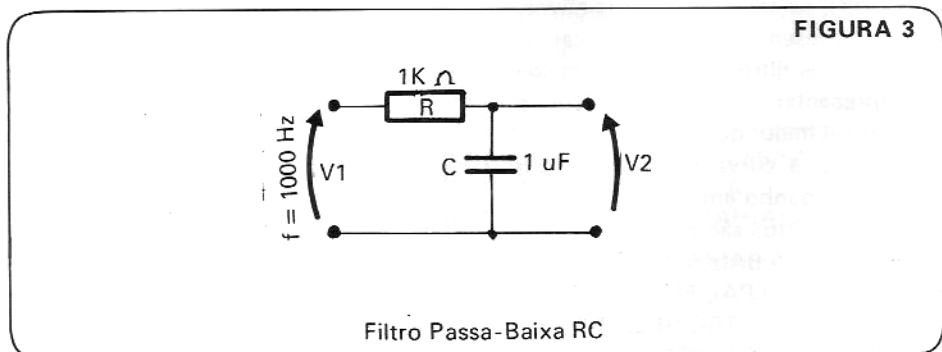 FIGURA 3
1K Ω
R
f = 1000 Hz
V1
C
1 uF
V2
Filtro Passa-Baixa RC